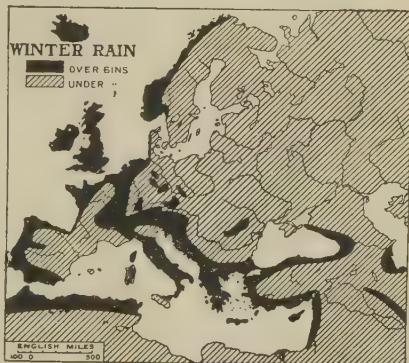 WINTER RAIN
OVER 6INS
UNDER "
ENGLISH MILES
100 0 500